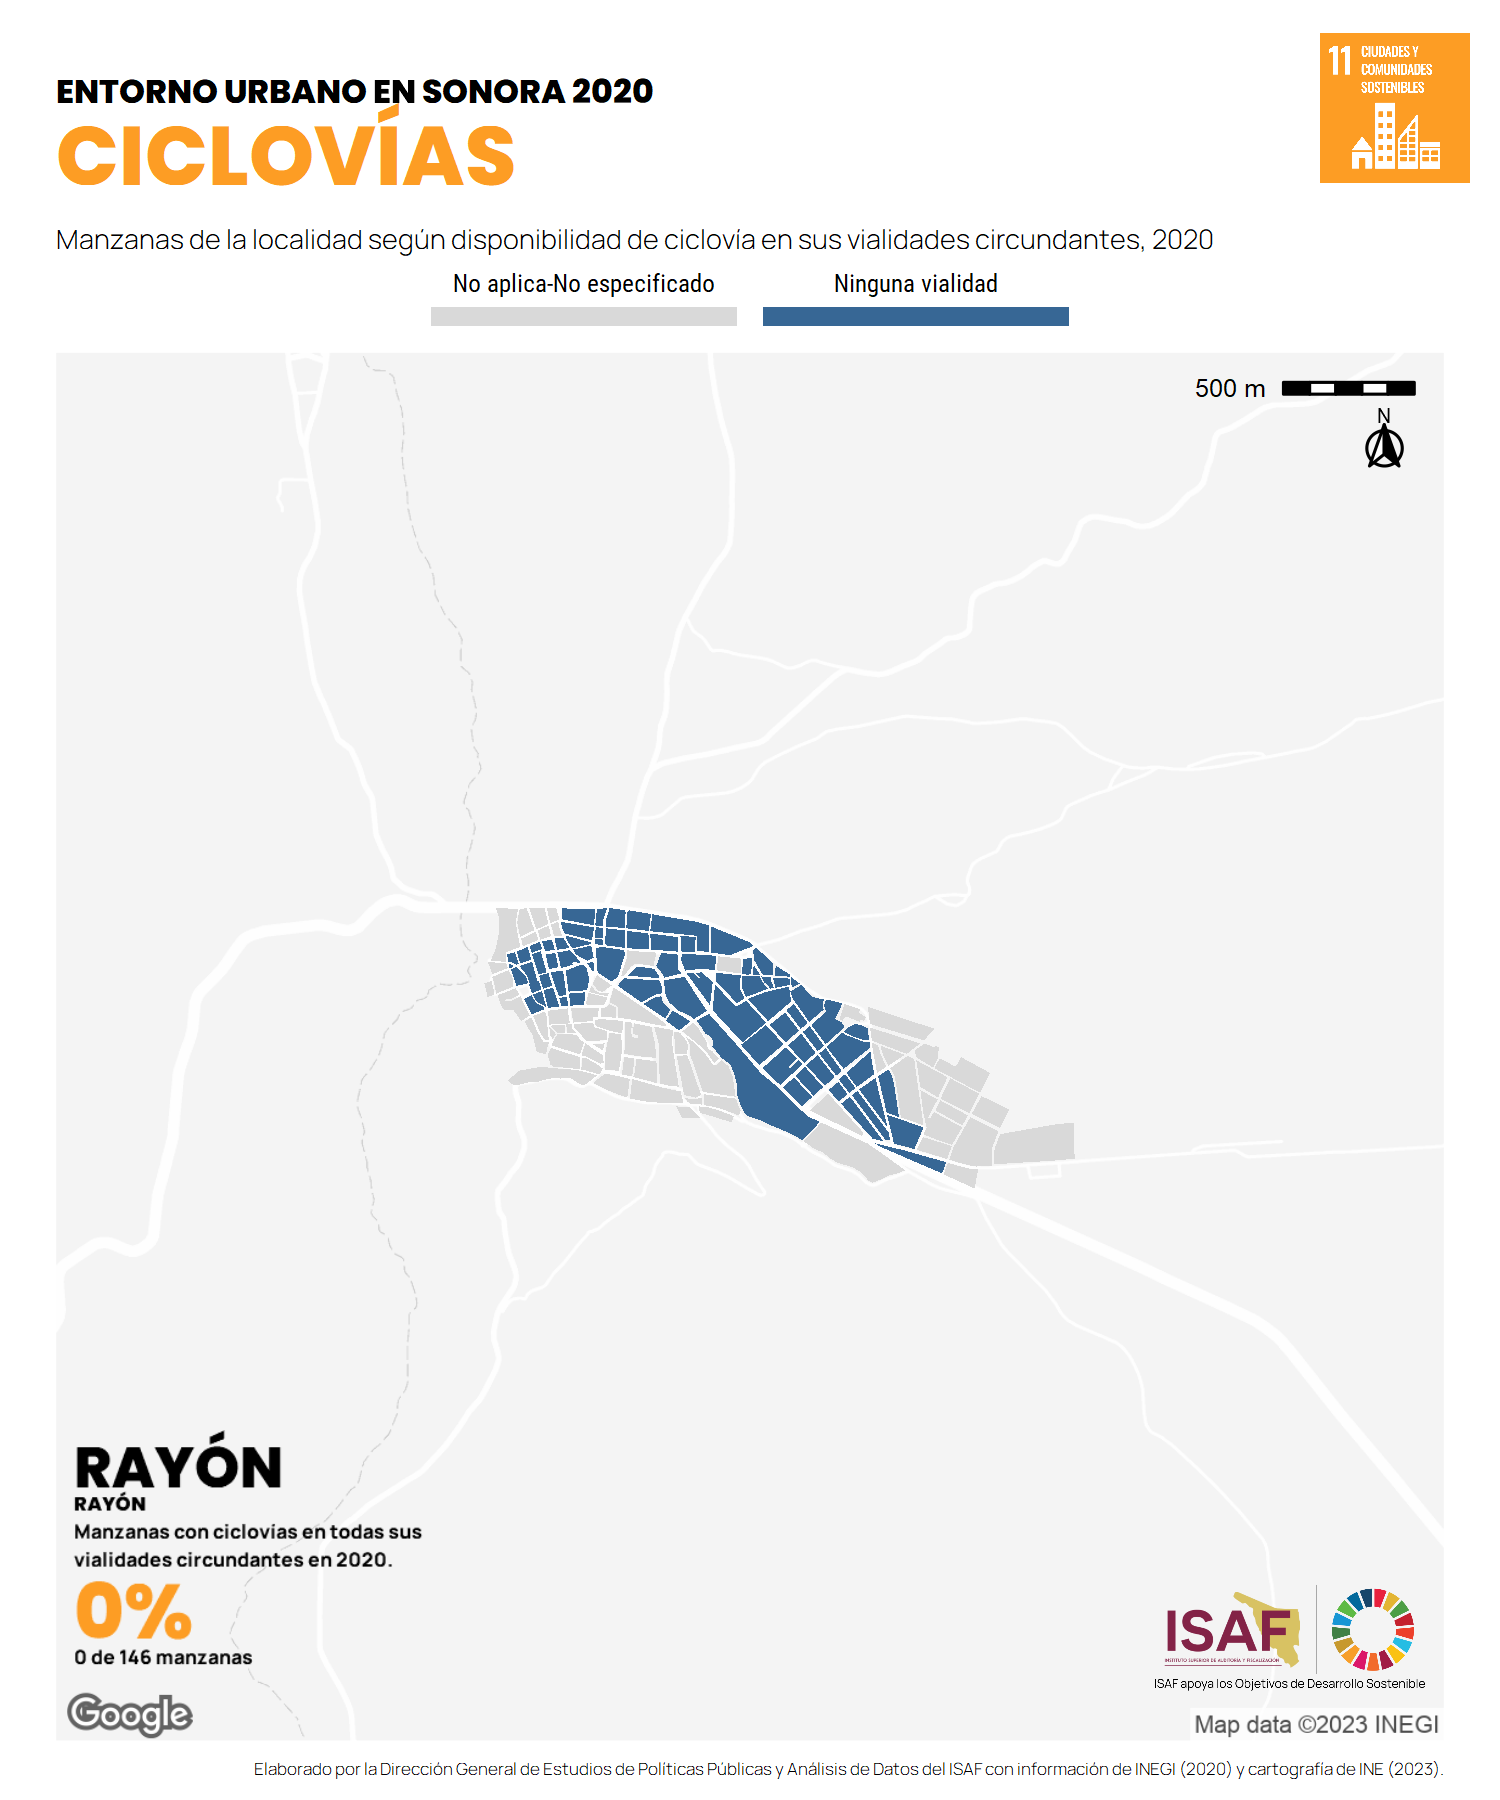 ENTORNO URBANO EN SONORA 2020
CICLOVÍAS
11 CIUDADES Y
COMUNIDADES
SOSTENIBLES
Manzanas de la localidad según disponibilidad de ciclovía en sus vialidades circundantes, 2020
No aplica-No especificado
Ninguna vialidad
500 m
N
RAYÓN
RAYÓN
Manzanas con ciclovias en todas sus
vialidades circundantes en 2020.
0%
0 de 146 manzanas
Google
ISAF
INSTITUTO SUPERIOR DE AUDITORÍA Y FISCALIZACIÓN
ISAF apoya los Objetivos de Desarrollo Sostenible
Map data ©2023 INEGI
Elaborado por la Dirección General de Estudios de Políticas Públicas y Análisis de Datos del ISAF con información de INEGI (2020) y cartografía de INE (2023).